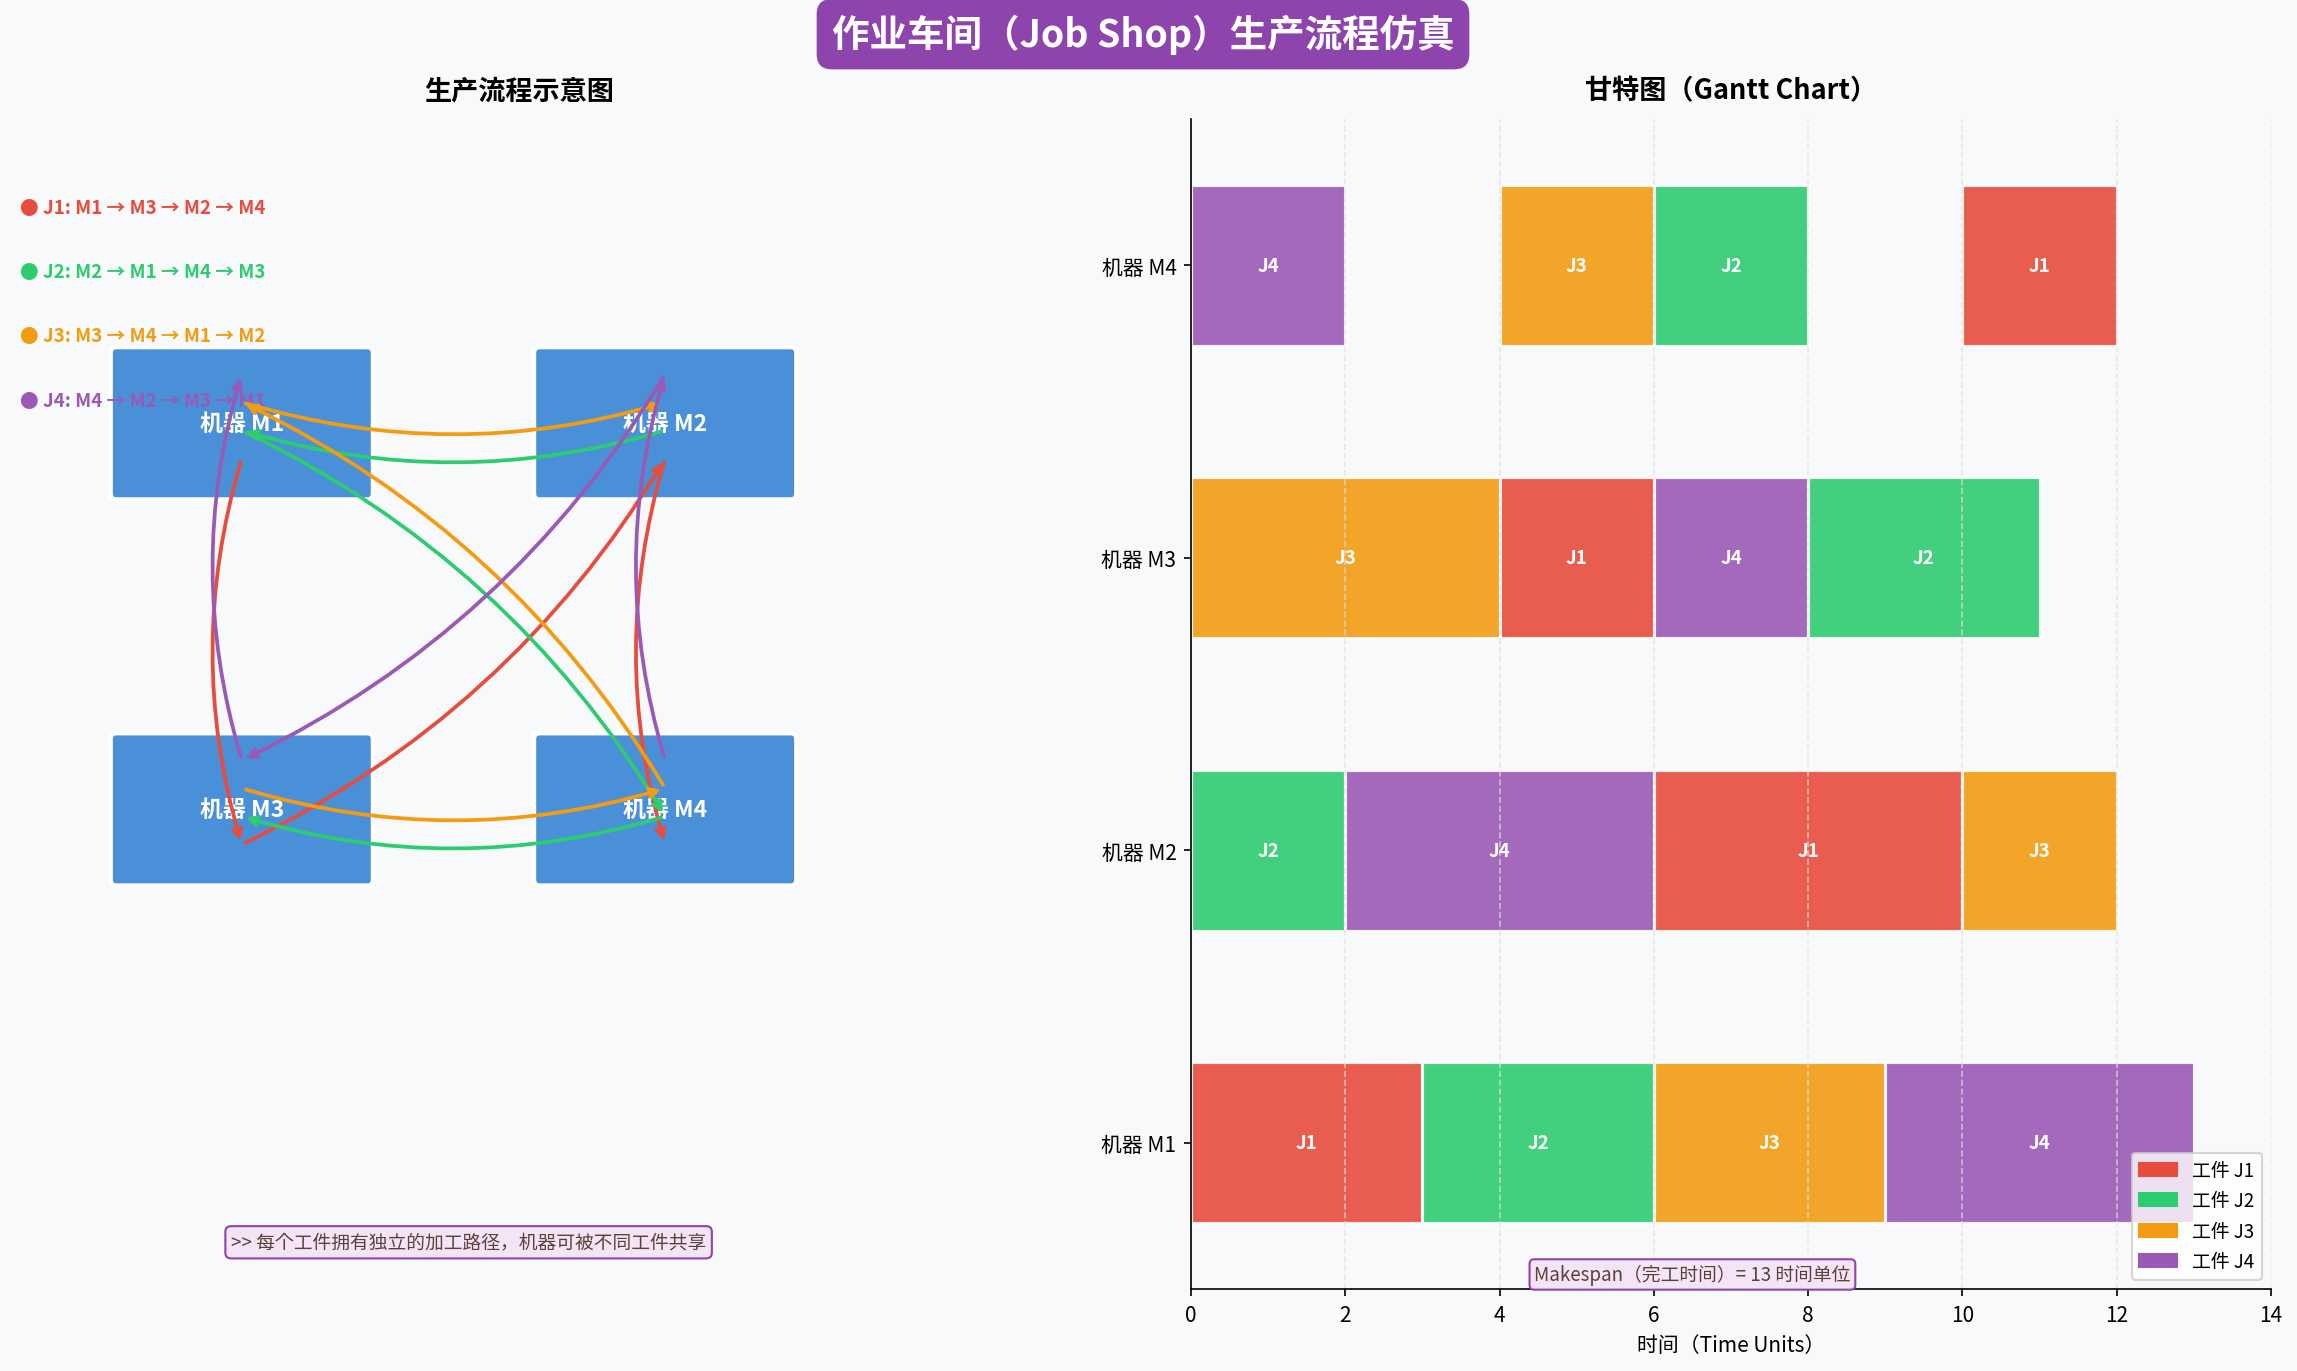 作业车间（Job Shop）生产流程仿真
生产流程示意图
J1: M1 → M3 → M2 → M4
J2: M2 → M1 → M4 → M3
J3: M3 → M4 → M1 → M2
J4: M4 → M2 → M3 → M1
机器 M1
机器 M2
机器 M3
机器 M4
>> 每个工件拥有独立的加工路径，机器可被不同工件共享
甘特图（Gantt Chart）
机器 M4
J4
J3
J2
J1
机器 M3
J3
J1
J4
J2
机器 M2
J2
J4
J1
J3
机器 M1
J1
J2
J3
J4
工件 J1
工件 J2
工件 J3
工件 J4
Makespan（完工时间）= 13 时间单位
0 2 4 6 8 10 12 14
时间（Time Units）